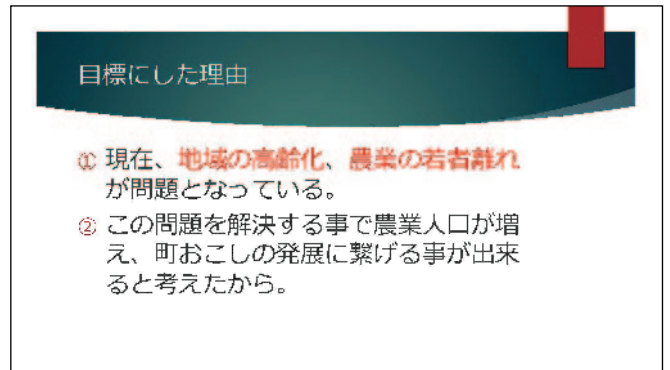 目標にした理由
① 現在、地域の高齢化、農業の若者離れ
が問題となっている。
② この問題を解決する事で農業人口が増
え、町おこしの発展に繋げる事が出来
ると考えたから。